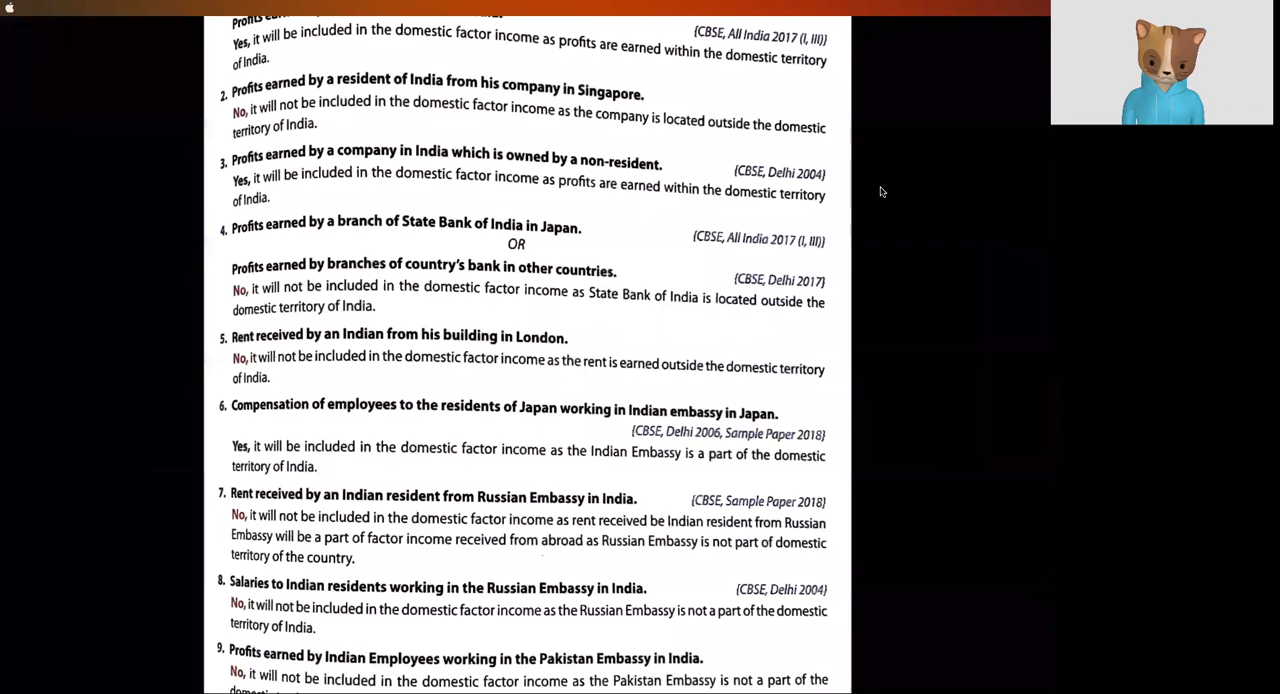 {CBSE, All India 2017 (I, III)}
Yes, it will be included in the domestic factor income as profits are earned within the domestic territory
of India.
2. Profits earned by a resident of India from his company in Singapore.
No, it will not be included in the domestic factor income as the company is located outside the domestic
territory of India.
3. Profits earned by a company in India which is owned by a non-resident.
{CBSE, Delhi 2004}
Yes, it will be included in the domestic factor income as profits are earned within the domestic territory
of India.
4. Profits earned by a branch of State Bank of India in Japan.
{CBSE, All India 2017 (I, III)}
OR
Profits earned by branches of country's bank in other countries.
{CBSE, Delhi 2017}
No, it will not be included in the domestic factor income as State Bank of India is located outside the
domestic territory of India.
5. Rent received by an Indian from his building in London.
No, it will not be included in the domestic factor income as the rent is earned outside the domestic territory
of India.
6. Compensation of employees to the residents of Japan working in Indian embassy in Japan.
{CBSE, Delhi 2006, Sample Paper 2018}
Yes, it will be included in the domestic factor income as the Indian Embassy is a part of the domestic
territory of India.
7. Rent received by an Indian resident from Russian Embassy in India.
{CBSE, Sample Paper 2018}
No, it will not be included in the domestic factor income as rent received be Indian resident from Russian
Embassy will be a part of factor income received from abroad as Russian Embassy is not part of domestic
territory of the country.
8. Salaries to Indian residents working in the Russian Embassy in India.
{CBSE, Delhi 2004}
No, it will not be included in the domestic factor income as the Russian Embassy is not a part of the domestic
territory of India.
9. Profits earned by Indian Employees working in the Pakistan Embassy in India.
No, it will not be included in the domestic factor income as the Pakistan Embassy is not a part of the